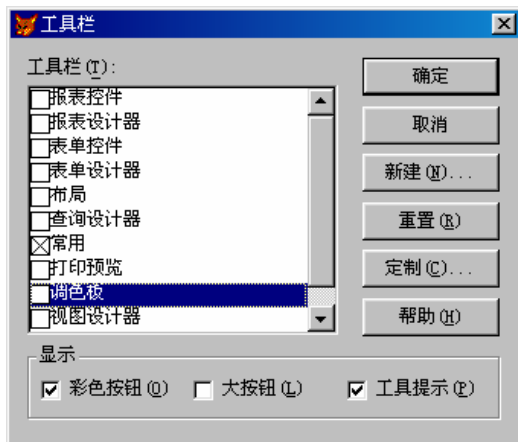 工具栏
工具栏(T):
报表控件
报表设计器
表单控件
表单设计器
布局
查询设计器
常用
打印预览
调色板
视图设计器
确定
取消
新建(N)...
重置(R)
定制(C)...
帮助(H)
显示
彩色按钮(O) 大按钮(L) 工具提示(P)